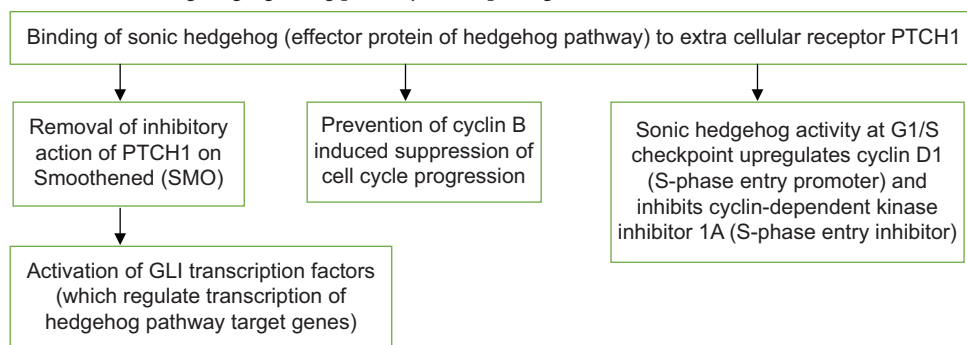 Binding of sonic hedgehog (effector protein of hedgehog pathway) to extra cellular receptor PTCH1
Removal of inhibitory
action of PTCH1 on
Smoothened (SMO)
Prevention of cyclin B
induced suppression of
cell cycle progression
Sonic hedgehog activity at G1/S
checkpoint upregulates cyclin D1
(S-phase entry promoter) and
inhibits cyclin-dependent kinase
inhibitor 1A (S-phase entry inhibitor)
Activation of GLI transcription factors
(which regulate transcription of
hedgehog pathway target genes)